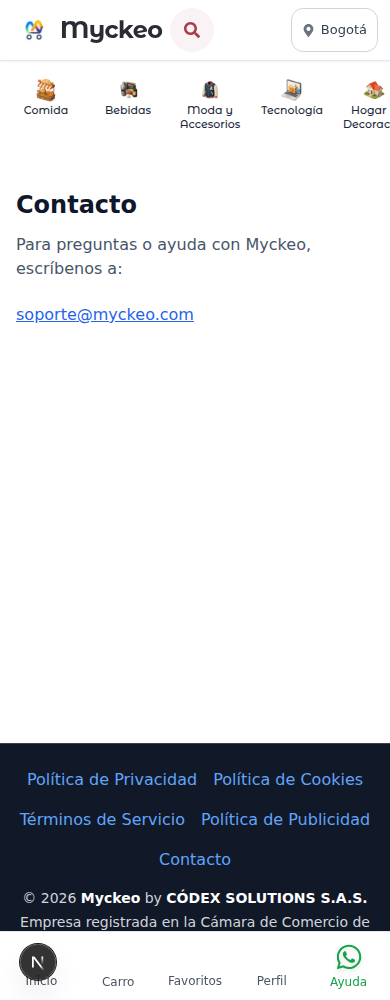 Myckeo
Bogotá
Comida
Bebidas
Moda y
Accesorios
Tecnología
Hogar
Decorac
Contacto
Para preguntas o ayuda con Myckeo,
escríbenos a:
soporte@myckeo.com
Política de Privacidad Política de Cookies
Términos de Servicio Política de Publicidad
Contacto
© 2026 Myckeo by CÓDEX SOLUTIONS S.A.S.
Empresa registrada en la Cámara de Comercio de
N
Inicio Carro Favoritos Perfil Ayuda